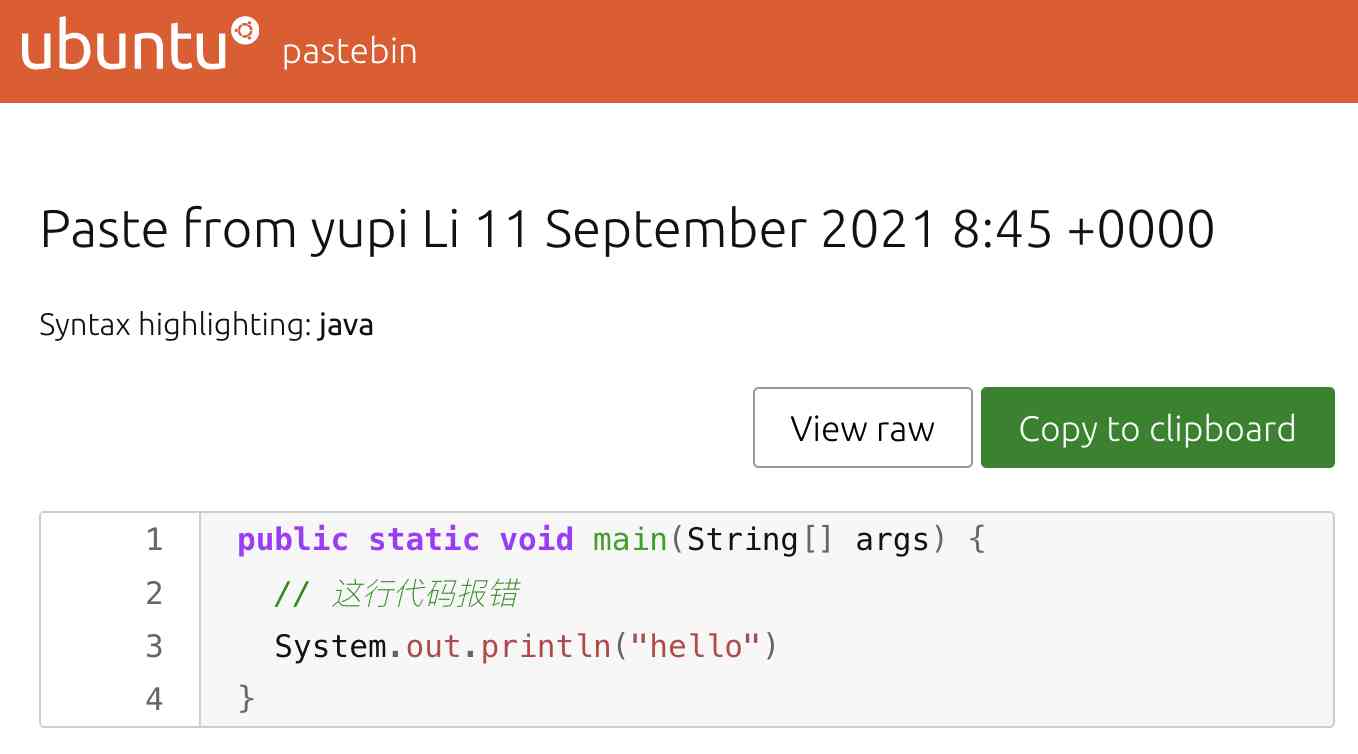 ubuntu pastebin
Paste from yupi Li 11 September 2021 8:45 +0000
Syntax highlighting: java
View raw Copy to clipboard
1 public static void main(String[] args) {
2 // 这行代码报错
3 System.out.println("hello")
4 }